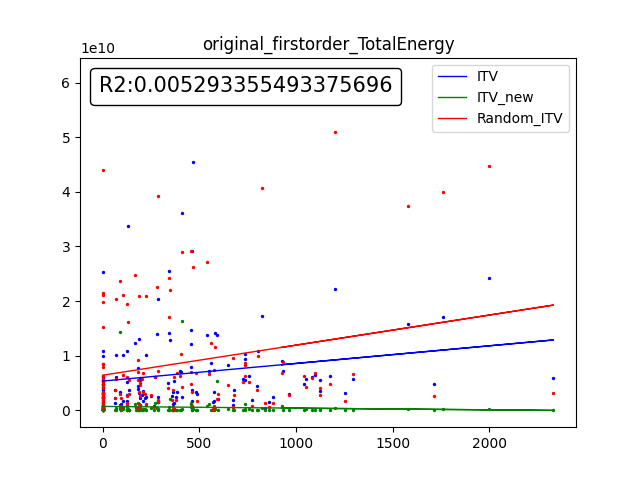 original_firstorder_TotalEnergy
1e10
R2:0.005293355493375696
ITV
ITV_new
Random_ITV
6
5
4
3
2
1
0
0 500 1000 1500 2000